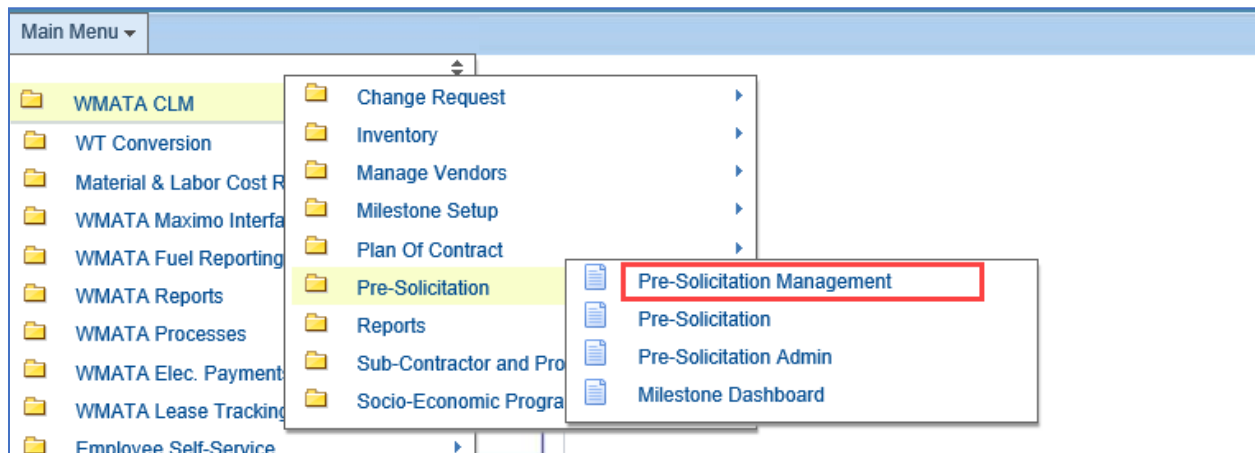 Main Menu
WMATA CLM
WT Conversion
Material & Labor Cost R
WMATA Maximo Interfa
WMATA Fuel Reporting
WMATA Reports
WMATA Processes
WMATA Elec. Payment
WMATA Lease Tracking
Employee Self-Service
Change Request
Inventory
Manage Vendors
Milestone Setup
Plan Of Contract
Pre-Solicitation
Reports
Sub-Contractor and Pro
Socio-Economic Progra
Pre-Solicitation Management
Pre-Solicitation
Pre-Solicitation Admin
Milestone Dashboard